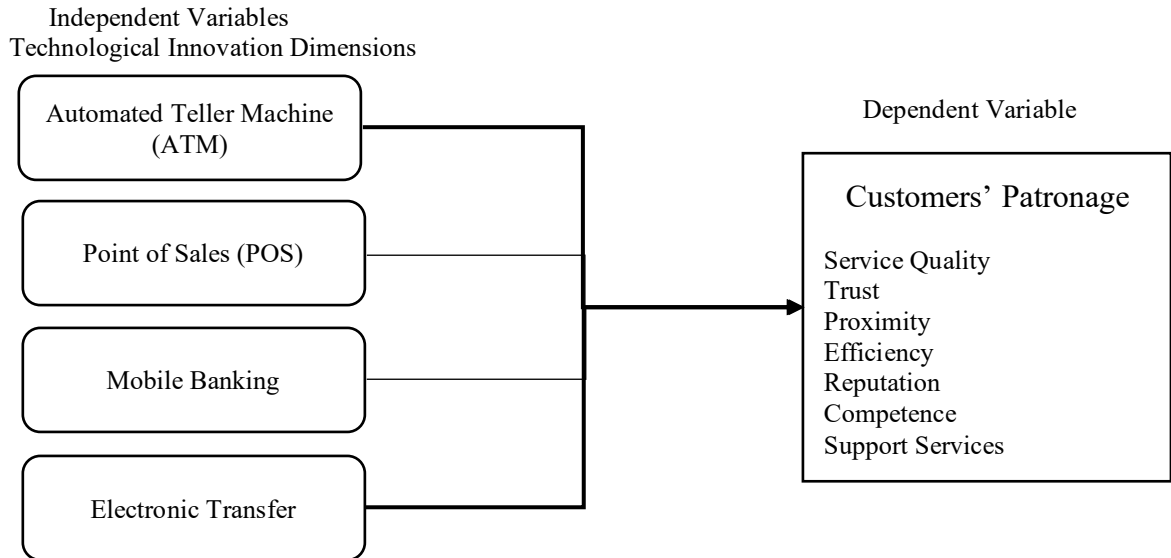 Independent Variables
Technological Innovation Dimensions
Automated Teller Machine
(ATM)
Point of Sales (POS)
Mobile Banking
Electronic Transfer
Dependent Variable
Customers’ Patronage
Service Quality
Trust
Proximity
Efficiency
Reputation
Competence
Support Services